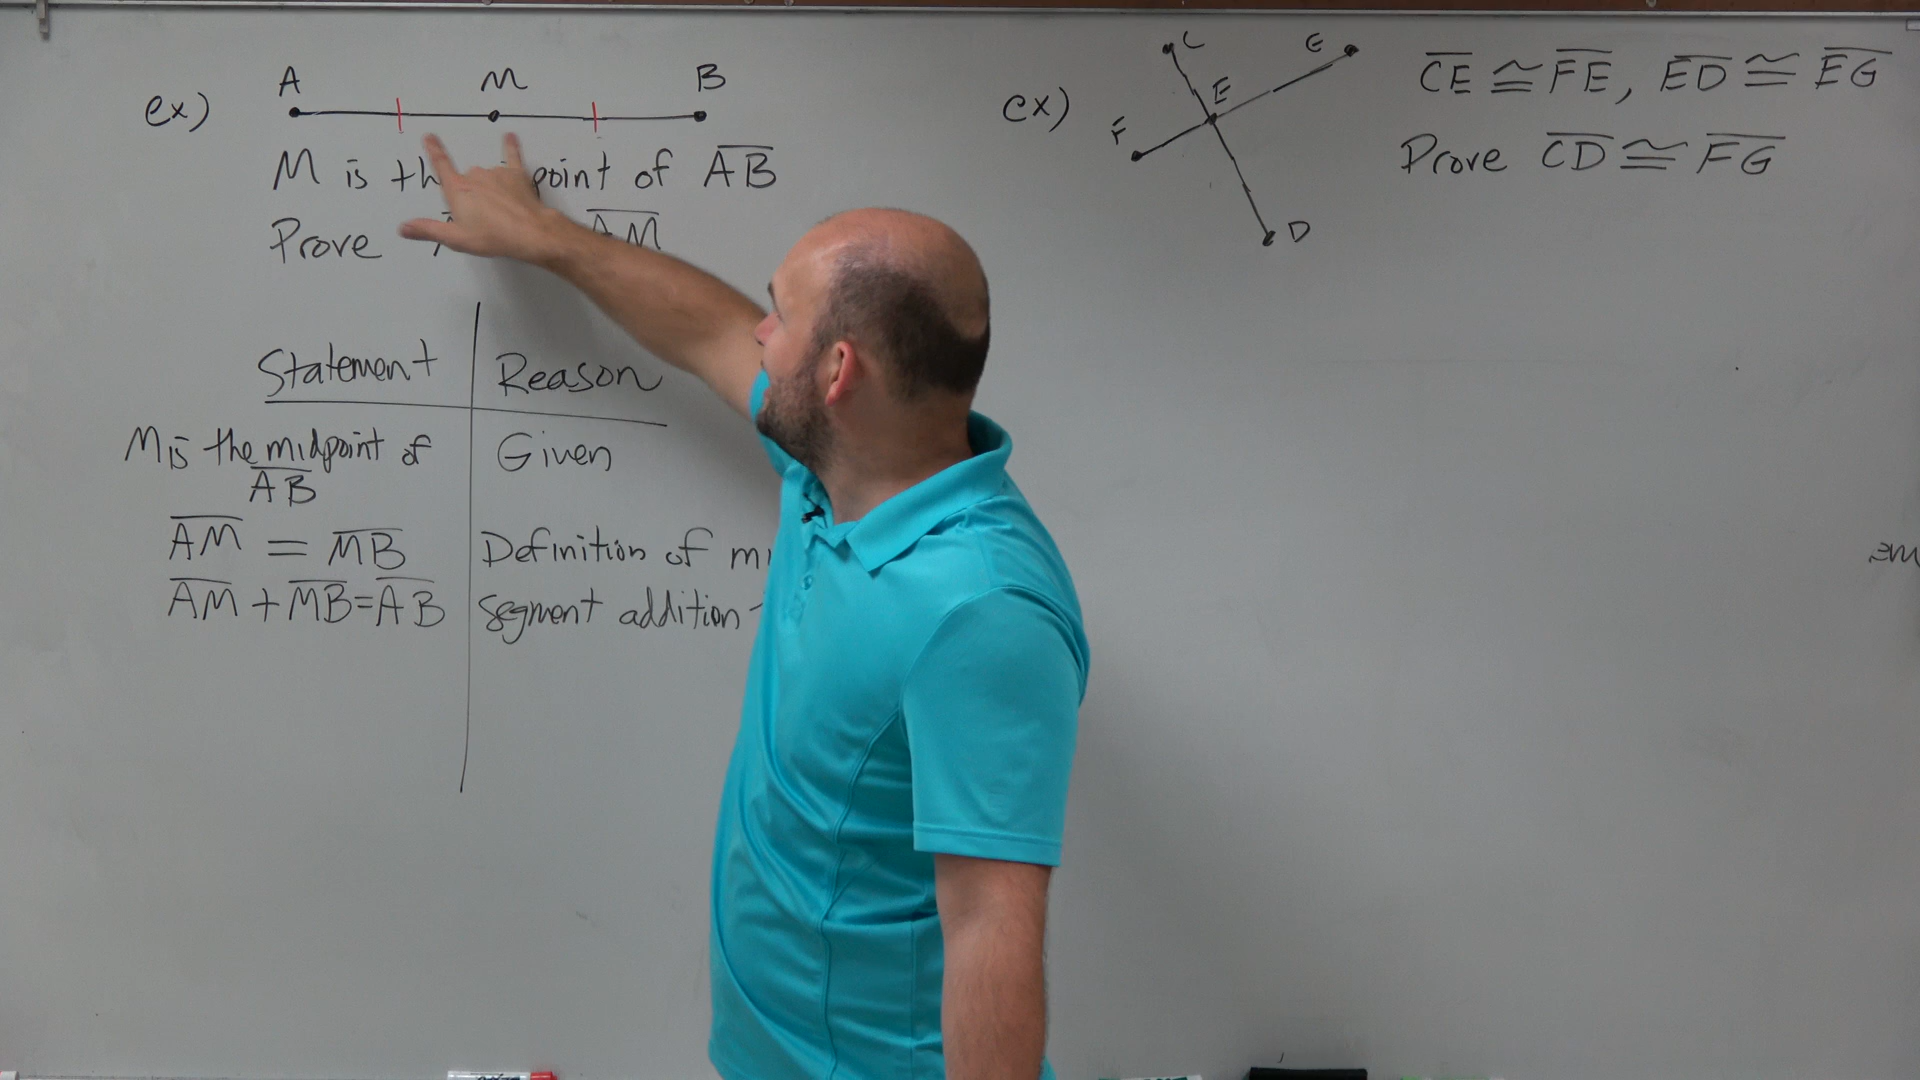 ex)
A M B
M is th point of AB
Prove A AM
Statement Reason
M is the midpoint of AB Given
AM = MB Definition of mi
AM + MB = AB Segment addition
ex)
C G
E
F
D
CE ≅ FE, ED ≅ EG
Prove CD ≅ FG